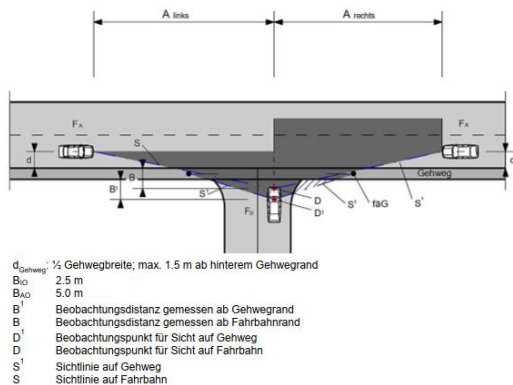 A links
A rechts
FA
FA
d
S
d
Gehweg
B
B1
S1
D
D1
S1
faG
S
FB
dGehweg: ½ Gehwegbreite; max. 1.5 m ab hinterem Gehwegrand
BIO 2.5 m
BAO 5.0 m
B1 Beobachtungsdistanz gemessen ab Gehwegrand
B Beobachtungsdistanz gemessen ab Fahrbahnrand
D1 Beobachtungspunkt für Sicht auf Gehweg
D Beobachtungspunkt für Sicht auf Fahrbahn
S1 Sichtlinie auf Gehweg
S Sichtlinie auf Fahrbahn